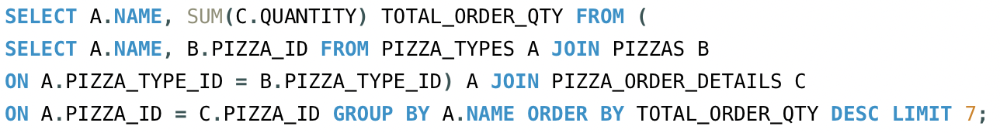 SELECT A.NAME, SUM(C.QUANTITY) TOTAL_ORDER_QTY FROM (
SELECT A.NAME, B.PIZZA_ID FROM PIZZA_TYPES A JOIN PIZZAS B
ON A.PIZZA_TYPE_ID = B.PIZZA_TYPE_ID) A JOIN PIZZA_ORDER_DETAILS C
ON A.PIZZA_ID = C.PIZZA_ID GROUP BY A.NAME ORDER BY TOTAL_ORDER_QTY DESC LIMIT 7;